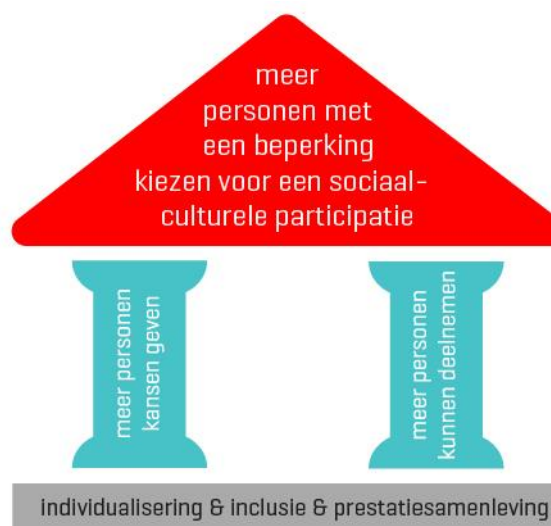 meer
personen met
een beperking
kiezen voor een sociaal-
culturele participatie
meer personen
kansen geven
meer personen
kunnen deelnemen
individualisering & inclusie & prestatiesamenleving